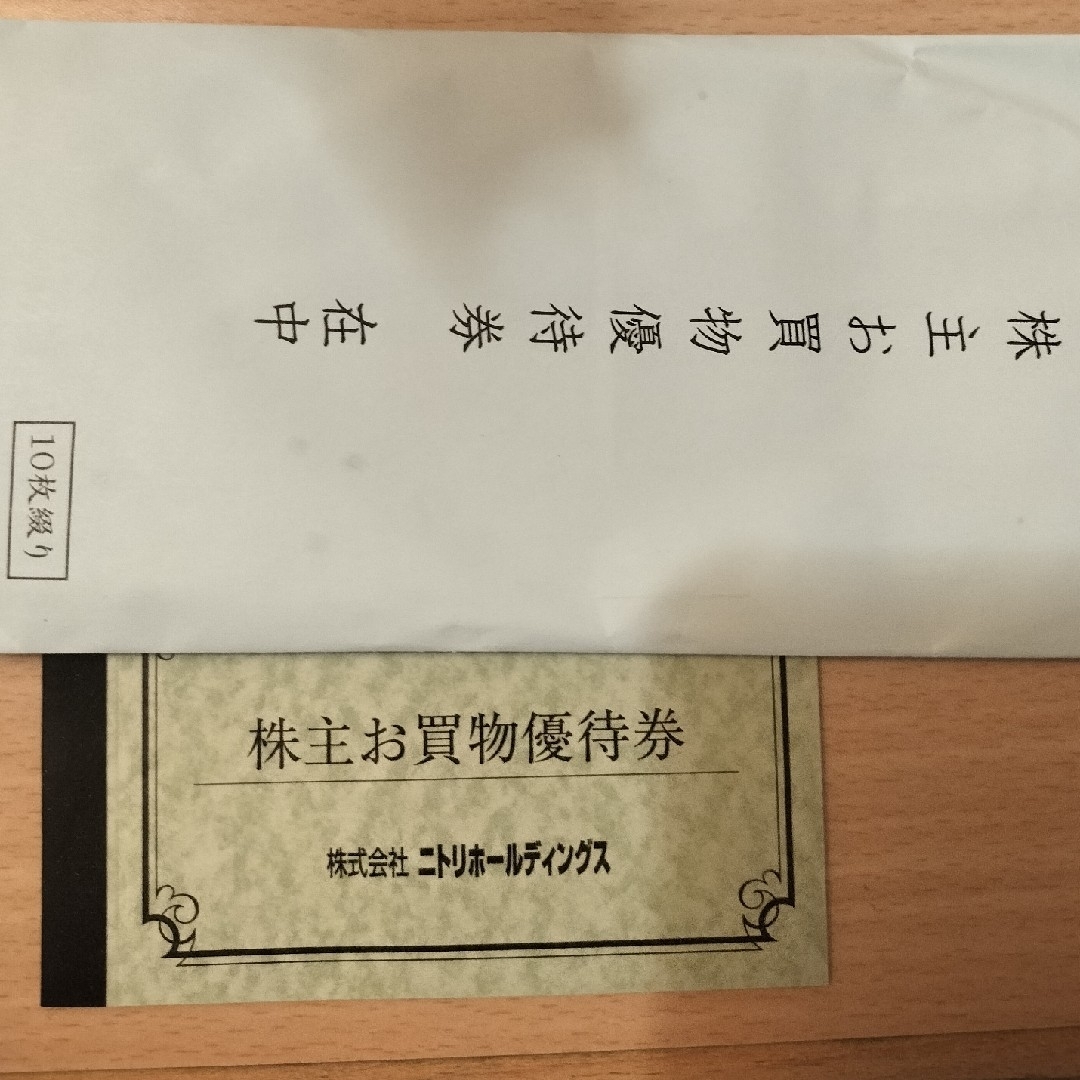 株主お買物優待券 在中
10枚綴り
株主お買物優待券
株式会社 ニトリホールディングス